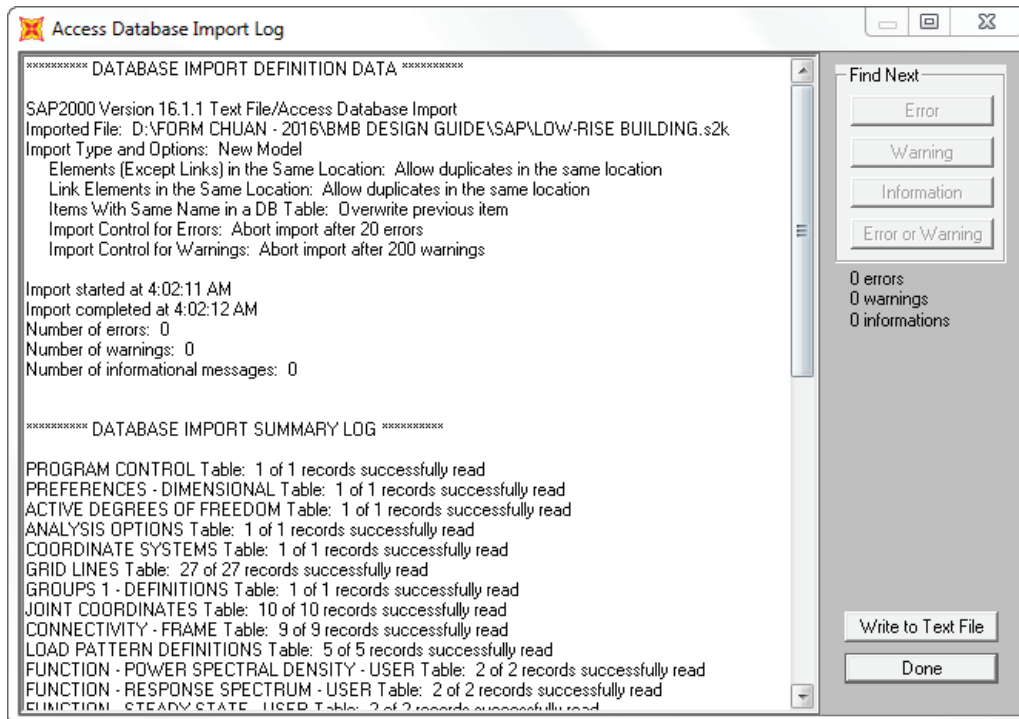 Access Database Import Log
********** DATABASE IMPORT DEFINITION DATA **********
SAP2000 Version 16.1.1 Text File/Access Database Import
Imported File: D:\FORM CHUAN - 2016\BMB DESIGN GUIDE\SAP\LOW-RISE BUILDING.s2k
Import Type and Options: New Model
Elements (Except Links) in the Same Location: Allow duplicates in the same location
Link Elements in the Same Location: Allow duplicates in the same location
Items With Same Name in a DB Table: Overwrite previous item
Import Control for Errors: Abort import after 20 errors
Import Control for Warnings: Abort import after 200 warnings
Import started at 4:02:11 AM
Import completed at 4:02:12 AM
Number of errors: 0
Number of warnings: 0
Number of informational messages: 0
********** DATABASE IMPORT SUMMARY LOG **********
PROGRAM CONTROL Table: 1 of 1 records successfully read
PREFERENCES - DIMENSIONAL Table: 1 of 1 records successfully read
ACTIVE DEGREES OF FREEDOM Table: 1 of 1 records successfully read
ANALYSIS OPTIONS Table: 1 of 1 records successfully read
COORDINATE SYSTEMS Table: 1 of 1 records successfully read
GRID LINES Table: 27 of 27 records successfully read
GROUPS 1 - DEFINITIONS Table: 1 of 1 records successfully read
JOINT COORDINATES Table: 10 of 10 records successfully read
CONNECTIVITY - FRAME Table: 9 of 9 records successfully read
LOAD PATTERN DEFINITIONS Table: 5 of 5 records successfully read
FUNCTION - POWER SPECTRAL DENSITY - USER Table: 2 of 2 records successfully read
FUNCTION - RESPONSE SPECTRUM - USER Table: 2 of 2 records successfully read
FUNCTION - STEADY STATE - USER Table: 2 of 2 records successfully read
Find Next
Error
Warning
Information
Error or Warning
0 errors
0 warnings
0 informations
Write to Text File
Done